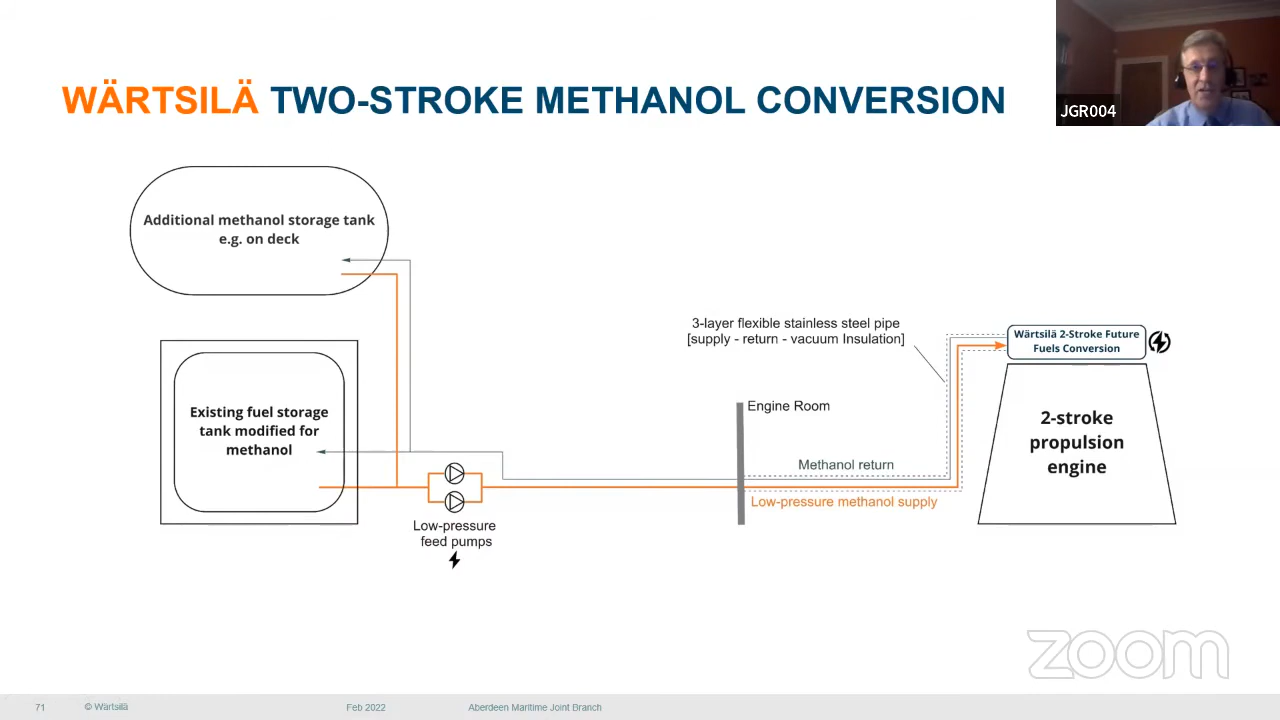 JGR004
WÄRTSILÄ TWO-STROKE METHANOL CONVERSION
Additional methanol storage tank
e.g. on deck
3-layer flexible stainless steel pipe
[supply - return - vacuum Insulation]
Wärtsilä 2-Stroke Future
Fuels Conversion
Existing fuel storage
tank modified for
methanol
Engine Room
2-stroke
propulsion
engine
Methanol return
Low-pressure methanol supply
Low-pressure
feed pumps
zoom
71
© Wärtsilä
Feb 2022
Aberdeen Maritime Joint Branch